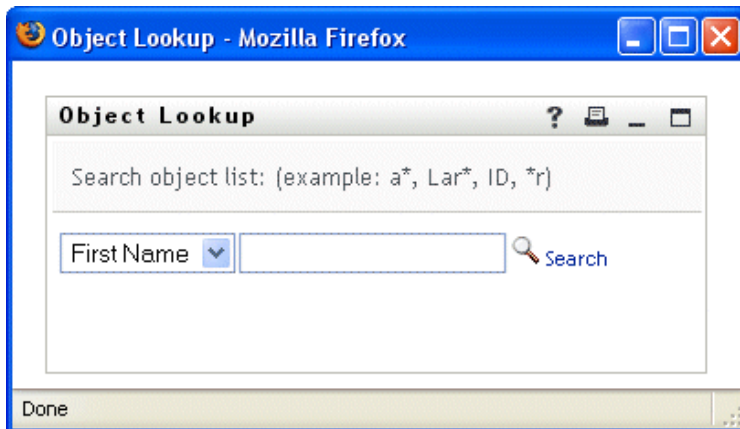 Object Lookup - Mozilla Firefox
Object Lookup ?
Search object list: (example: a*, Lar*, ID, *r)
First Name Search
Done